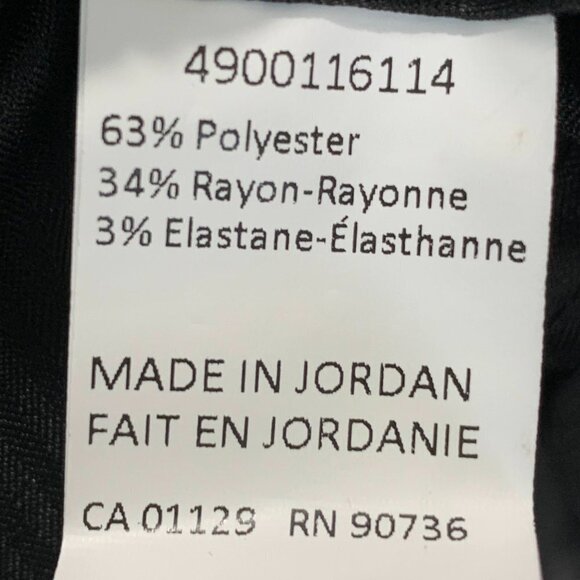 4900116114
63% Polyester
34% Rayon-Rayonne
3% Elastane-Élasthanne
MADE IN JORDAN
FAIT EN JORDANIE
CA 01129 RN 90736